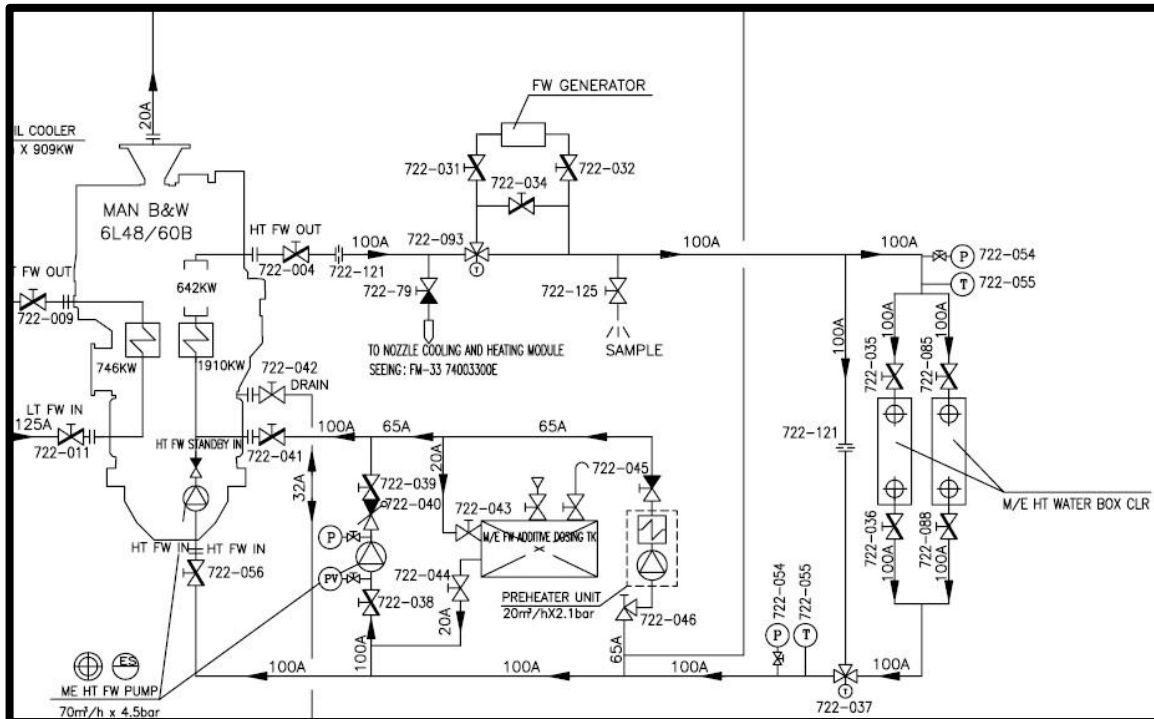 20A
FW GENERATOR
IL COOLER
X 909KW
722-031
722-032
722-034
MAN B&W
6L48/60B
HT FW OUT
722-093
100A
100A
100A
722-004
722-121
722-054
P
T
722-055
T
FW OUT
722-009
642KW
722-79
722-125
100A
100A
100A
746KW
1910KW
722-042
DRAIN
TO NOZZLE COOLING AND HEATING MODULE
SEEING: FM-33 74003300E
SAMPLE
722-035
722-085
LT FW IN
125A
722-011
HT FW STANDBY IN
722-041
100A
65A
65A
20A
32A
722-121
722-039
722-040
722-043
722-045
M/E FW ADDITIVE DOSING TK
M/E HT WATER BOX CLR
P
PV
722-044
722-038
HT FW IN
HT FW IN
722-056
PREHEATER UNIT
20m³/hX2.1bar
722-046
722-036
722-088
100A
100A
20A
100A
65A
722-054
722-055
P
T
ES
100A
100A
100A
100A
ME HT FW PUMP
70m³/h x 4.5bar
T
722-037